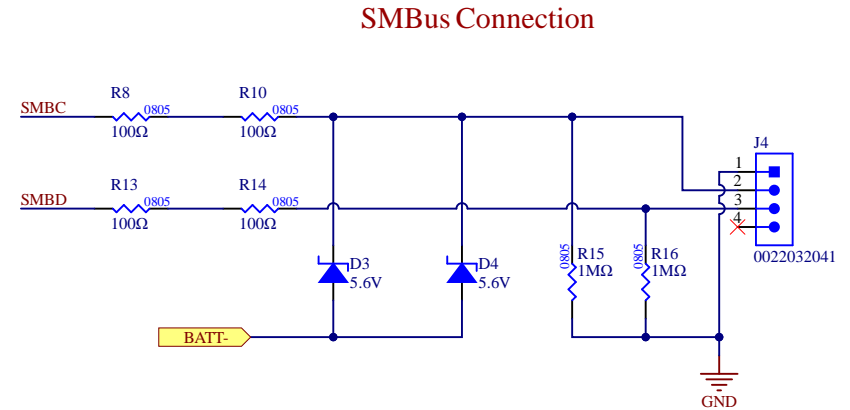 SMBus Connection
R8
R10
SMBC
0805
0805
100Ω
100Ω
J4
1
R13
R14
2
SMBD
0805
0805
3
100Ω
100Ω
4
0805
R15
0805
R16
0022032041
D3
D4
1MΩ
1MΩ
5.6V
5.6V
BATT-
GND